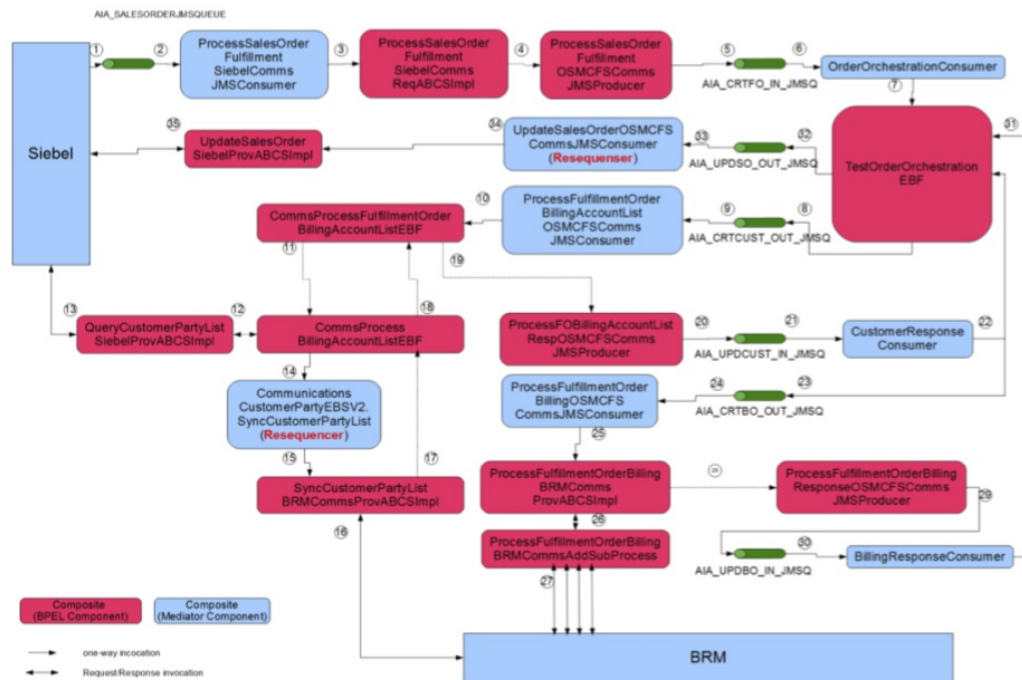 AIA_SALESORDERJMSQUEUE
1
2
3
4
5
6
7
31
Siebel
ProcessSalesOrder
Fulfillment
SiebelComms
JMSConsumer
ProcessSalesOrder
Fulfillment
SiebelComms
ReqABCSImpl
ProcessSalesOrder
Fulfillment
OSMCFSComms
JMSProducer
AIA_CRTFO_IN_JMSQ
OrderOrchestrationConsumer
TestOrderOrchestration
EBF
35
34
33
32
UpdateSalesOrder
SiebelProvABCSImpl
UpdateSalesOrderOSMCFS
CommsJMSConsumer
(Resequenser)
AIA_UPDSO_OUT_JMSQ
10
9
8
CommsProcessFulfillmentOrder
BillingAccountListEBF
ProcessFulfillmentOrder
BillingAccountList
OSMCFSComms
JMSConsumer
AIA_CRTCUST_OUT_JMSQ
11
19
18
13
12
QueryCustomerPartyList
SiebelProvABCSImpl
CommsProcess
BillingAccountListEBF
ProcessFOBillingAccountList
RespOSMCFSComms
JMSProducer
20
21
22
AIA_UPDCUST_IN_JMSQ
CustomerResponse
Consumer
14
Communications
CustomerPartyEBSV2.
SyncCustomerPartyList
(Resequencer)
ProcessFulfillmentOrder
BillingOSMCFS
CommsJMSConsumer
24
23
AIA_CRTBO_OUT_JMSQ
15
17
25
SyncCustomerPartyList
BRMCommsProvABCSImpl
ProcessFulfillmentOrderBilling
BRMComms
ProvABCSImpl
28
ProcessFulfillmentOrderBilling
ResponseOSMCFSComms
JMSProducer
29
16
26
ProcessFulfillmentOrderBilling
BRMCommsAddSubProcess
30
AIA_UPDBO_IN_JMSQ
BillingResponseConsumer
27
BRM
Composite
(BPEL Component)
Composite
(Mediator Component)
one-way incocation
Request/Response invocation